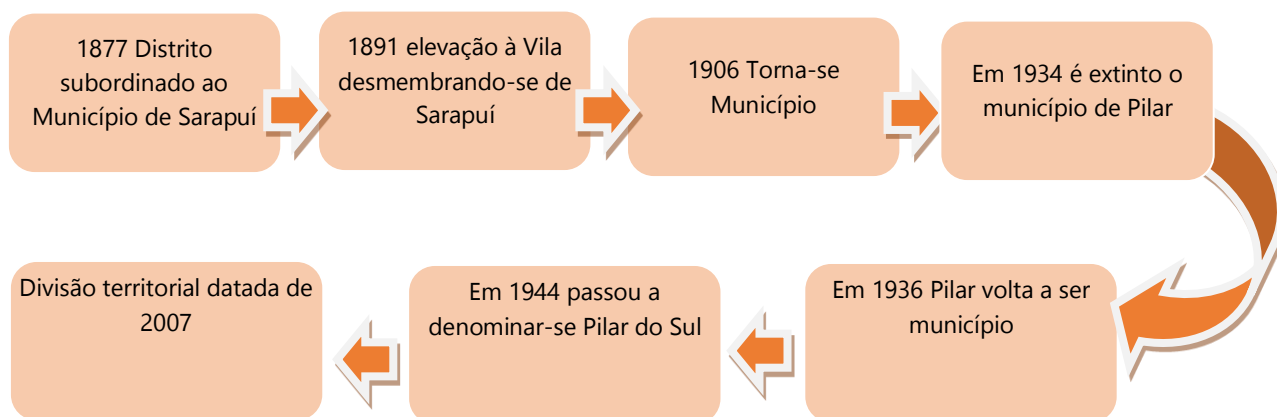 1877 Distrito
subordinado ao
Município de Sarapuí
1891 elevação à Vila
desmembrando-se de
Sarapuí
1906 Torna-se
Município
Em 1934 é extinto o
município de Pilar
Em 1936 Pilar volta a ser
município
Em 1944 passou a
denominar-se Pilar do Sul
Divisão territorial datada de
2007